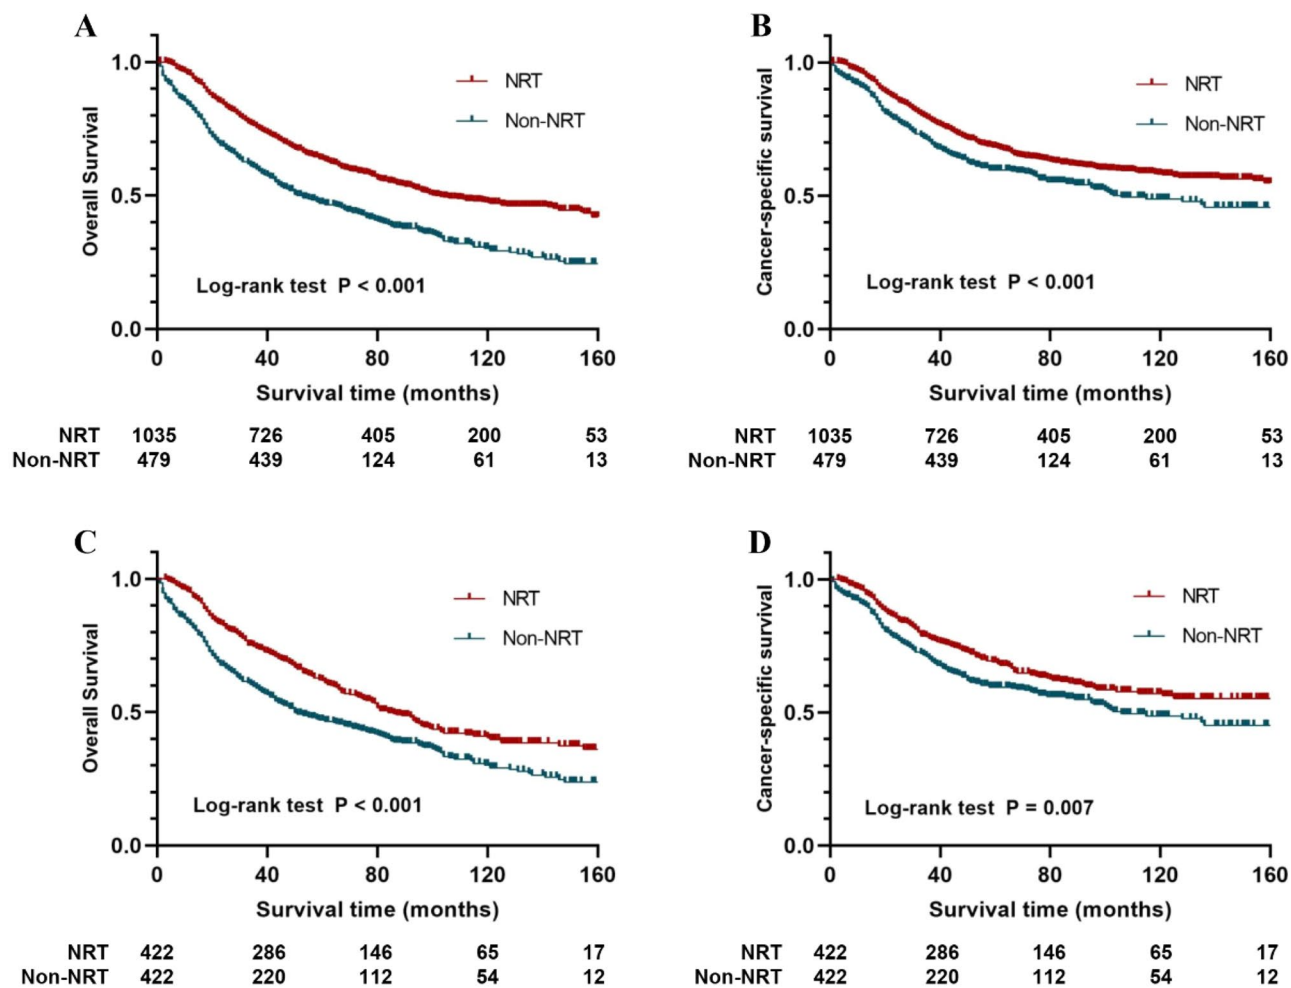 A
1.0
0.5
0.0
Overall Survival
NRT
Non-NRT
Log-rank test P < 0.001
0 40 80 120 160
Survival time (months)
NRT 1035 726 405 200 53
Non-NRT 479 439 124 61 13
B
1.0
0.5
0.0
Cancer-specific survival
NRT
Non-NRT
Log-rank test P < 0.001
0 40 80 120 160
Survival time (months)
NRT 1035 726 405 200 53
Non-NRT 479 439 124 61 13
C
1.0
0.5
0.0
Overall Survival
NRT
Non-NRT
Log-rank test P < 0.001
0 40 80 120 160
Survival time (months)
NRT 422 286 146 65 17
Non-NRT 422 220 112 54 12
D
1.0
0.5
0.0
Cancer-specific survival
NRT
Non-NRT
Log-rank test P = 0.007
0 40 80 120 160
Survival time (months)
NRT 422 286 146 65 17
Non-NRT 422 220 112 54 12